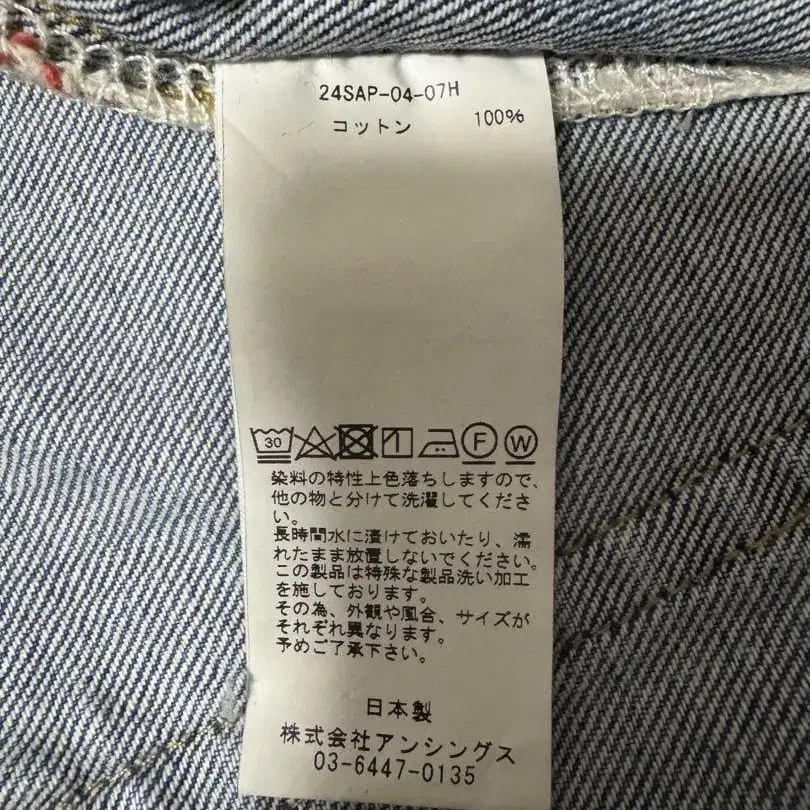 24SAP-04-07H
コットン 100%
30 F W
染料の特性上色落ちしますので、
他の物と分けて洗濯してくださ
い。
長時間水に漬けておいたり、濡
れたまま放置しないでください。
この製品は特殊な製品洗い加工
を施しております。
その為、外観や風合、サイズが
それぞれ異なります。
予めご了承下さい。
日本製
株式会社アンシングス
03-6447-0135